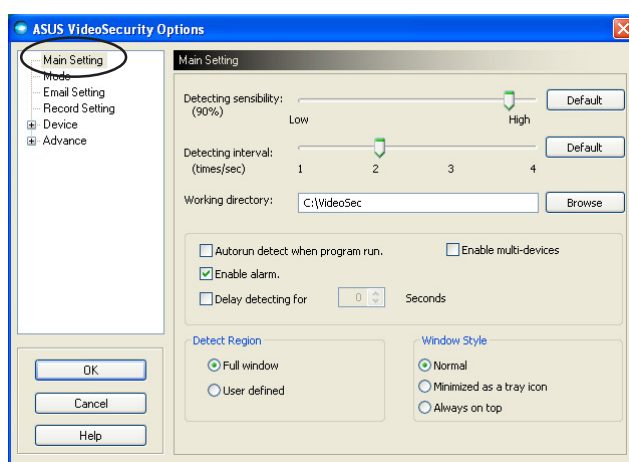 ASUS VideoSecurity Options
Main Setting
Mode
Email Setting
Record Setting
Device
Advance
OK
Cancel
Help
Main Setting
Detecting sensibility:
(90%)
Low
High
Default
Detecting interval:
(times/sec)
1 2 3 4
Default
Working directory:
C:\VideoSec
Browse
Autorun detect when program run.
Enable multi-devices
Enable alarm.
Delay detecting for 0 Seconds
Detect Region
Full window
User defined
Window Style
Normal
Minimized as a tray icon
Always on top